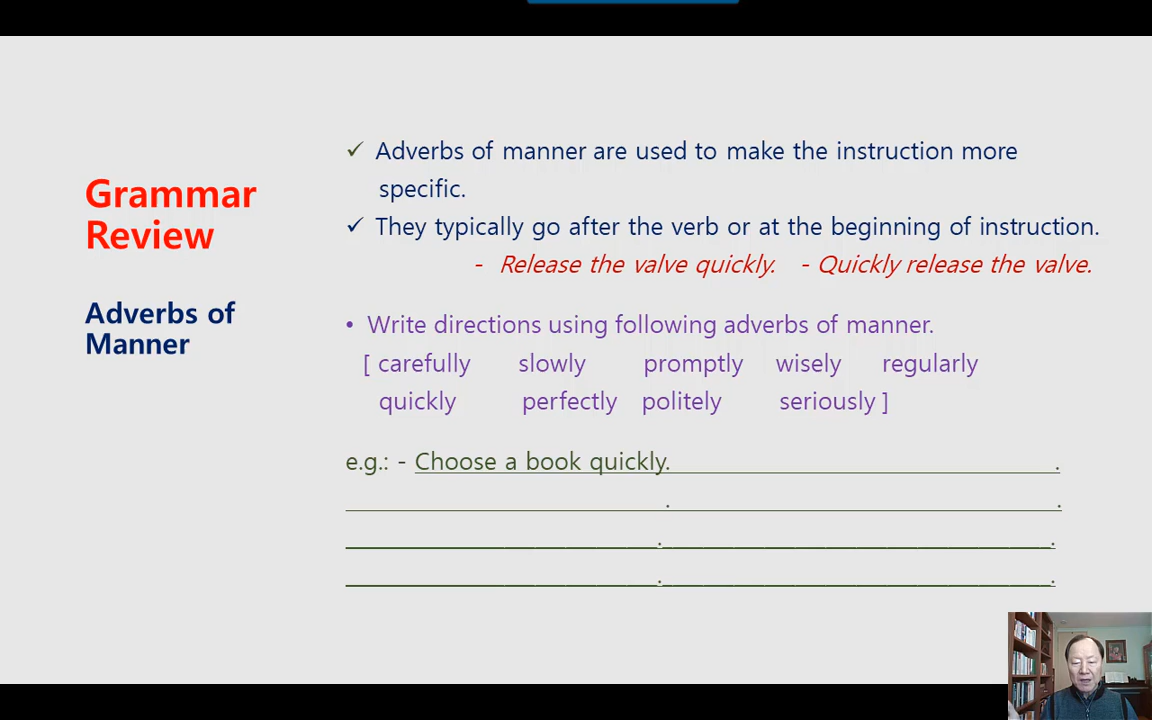 Grammar
Review
Adverbs of
Manner
✓ Adverbs of manner are used to make the instruction more
specific.
✓ They typically go after the verb or at the beginning of instruction.
- Release the valve quickly. - Quickly release the valve.
• Write directions using following adverbs of manner.
[ carefully slowly promptly wisely regularly
quickly perfectly politely seriously ]
e.g.: - Choose a book quickly. .
. .
. .
. .